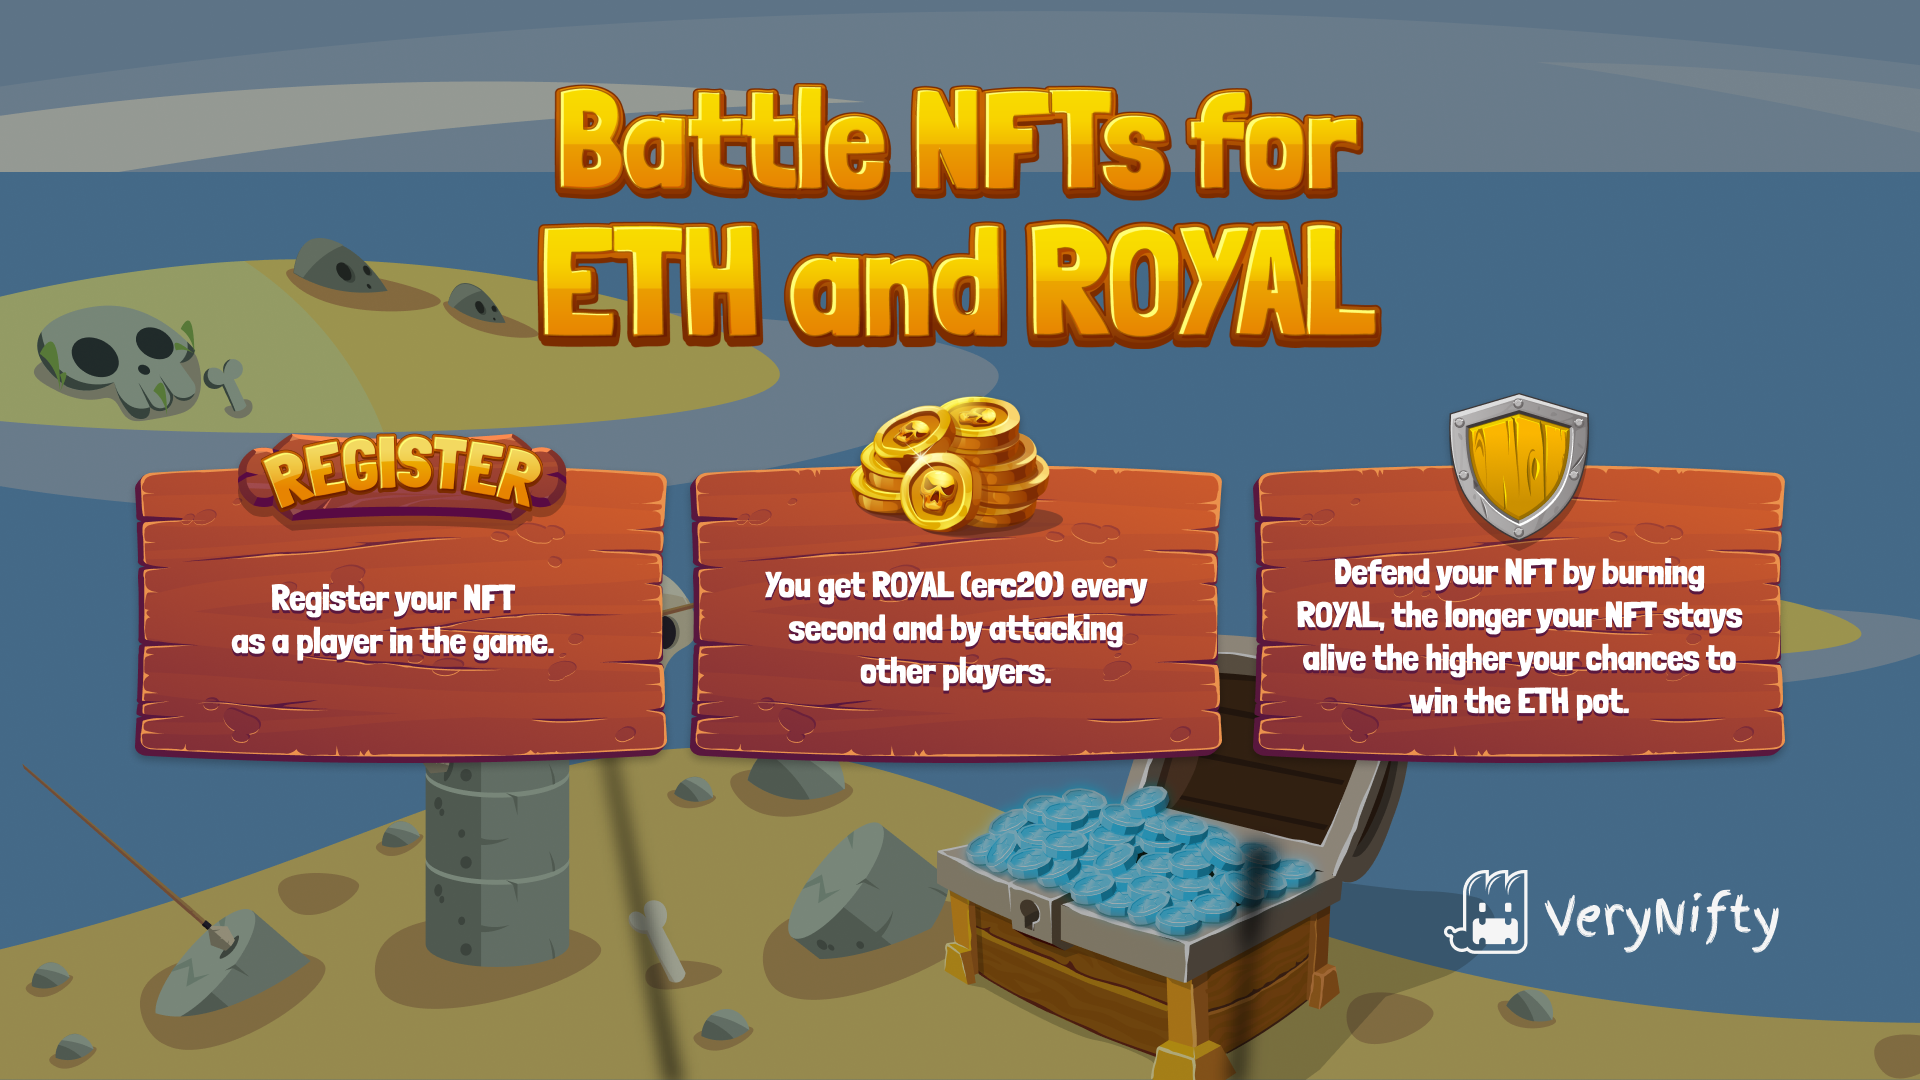 Battle NFTs for
ETH and ROYAL
REGISTER
Register your NFT
as a player in the game.
You get ROYAL (erc20) every
second and by attacking
other players.
Defend your NFT by burning
ROYAL, the longer your NFT stays
alive the higher your chances to
win the ETH pot.
VeryNifty